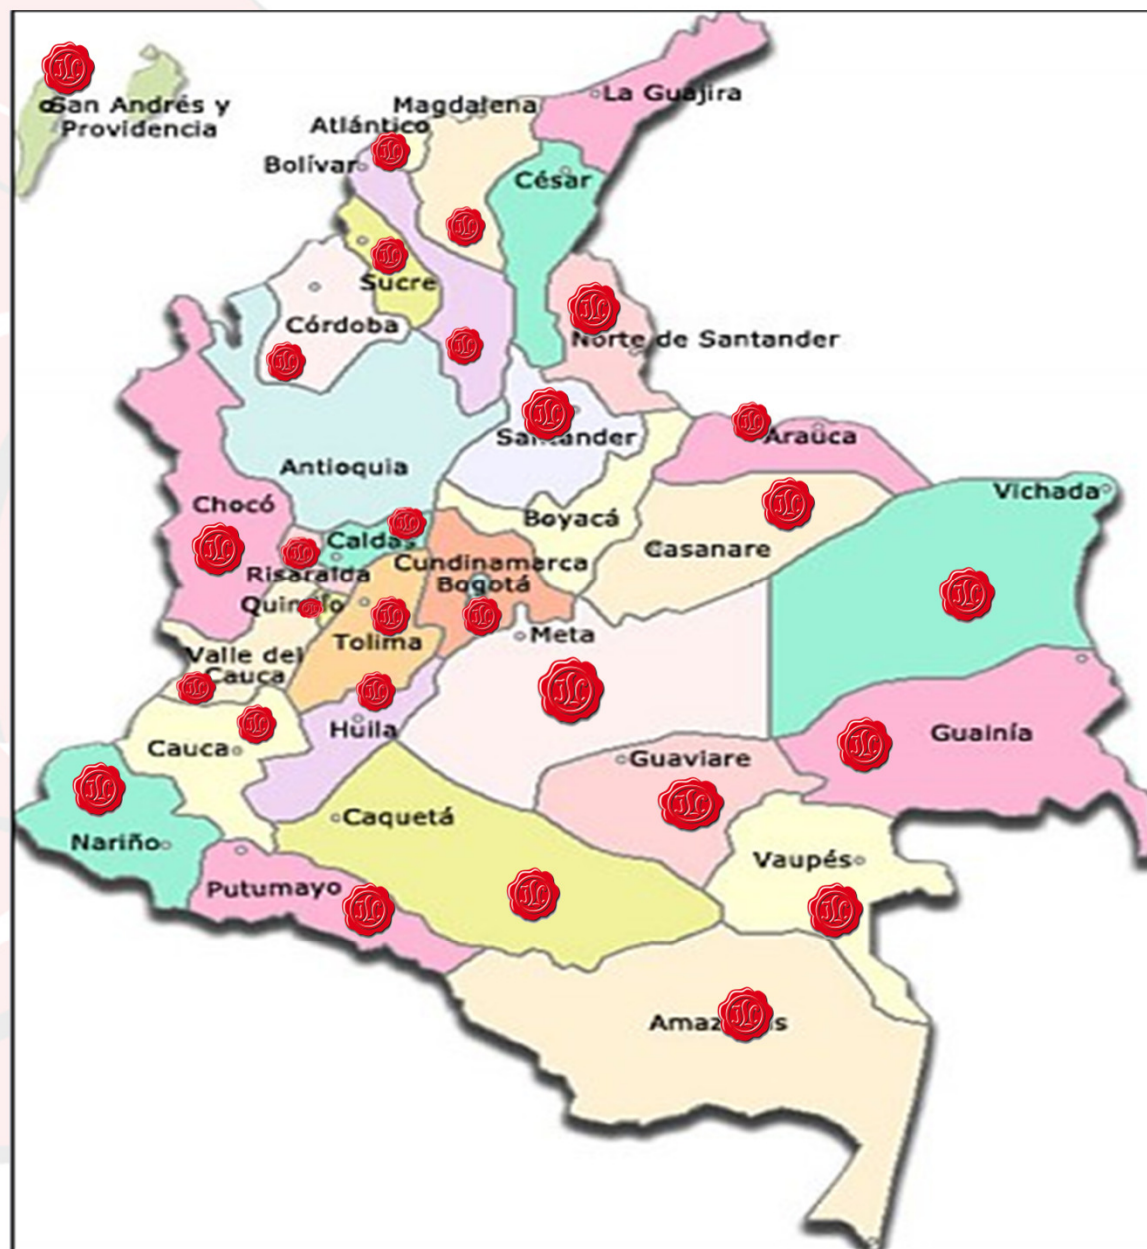 San Andrés y
Providencia
Magdalena
La Guajira
Atlántico
Bolívar
César
Sucre
Córdoba
Norte de Santander
Santander
Araüca
Antioquia
Vichada
Chocó
Boyacá
Caldas
Casanare
Cundinamarca
Risaralda
Bogotá
Quindío
Tolima
Meta
Valle del
Cauca
Huila
Cauca
Guainía
Guaviare
Caquetá
Nariño
Vaupés
Putumayo
Amazonas